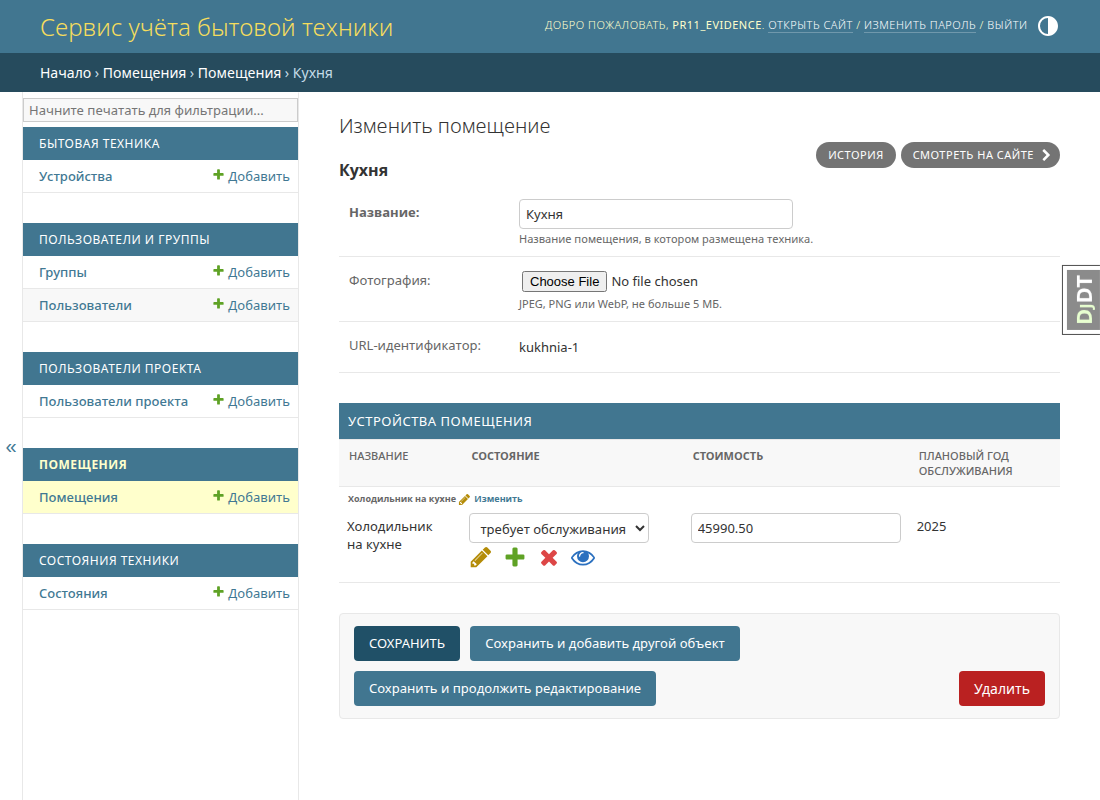 Сервис учёта бытовой техники
ДОБРО ПОЖАЛОВАТЬ, PR11_EVIDENCE. ОТКРЫТЬ САЙТ / ИЗМЕНИТЬ ПАРОЛЬ / ВЫЙТИ
Начало › Помещения › Помещения › Кухня
Начните печатать для фильтрации...
БЫТОВАЯ ТЕХНИКА
Устройства Добавить
ПОЛЬЗОВАТЕЛИ И ГРУППЫ
Группы Добавить
Пользователи Добавить
ПОЛЬЗОВАТЕЛИ ПРОЕКТА
Пользователи проекта Добавить
«
ПОМЕЩЕНИЯ
Помещения Добавить
СОСТОЯНИЯ ТЕХНИКИ
Состояния Добавить
Изменить помещение
ИСТОРИЯ
СМОТРЕТЬ НА САЙТЕ
Кухня
Название: Кухня
Название помещения, в котором размещена техника.
Фотография: Choose File No file chosen
JPEG, PNG или WebP, не больше 5 МБ.
URL-идентификатор: kukhnia-1
DJDT
УСТРОЙСТВА ПОМЕЩЕНИЯ
НАЗВАНИЕ СОСТОЯНИЕ СТОИМОСТЬ ПЛАНОВЫЙ ГОД
ОБСЛУЖИВАНИЯ
Холодильник на кухне Изменить
Холодильник требует обслуживания 45990.50 2025
на кухне
СОХРАНИТЬ Сохранить и добавить другой объект
Сохранить и продолжить редактирование Удалить